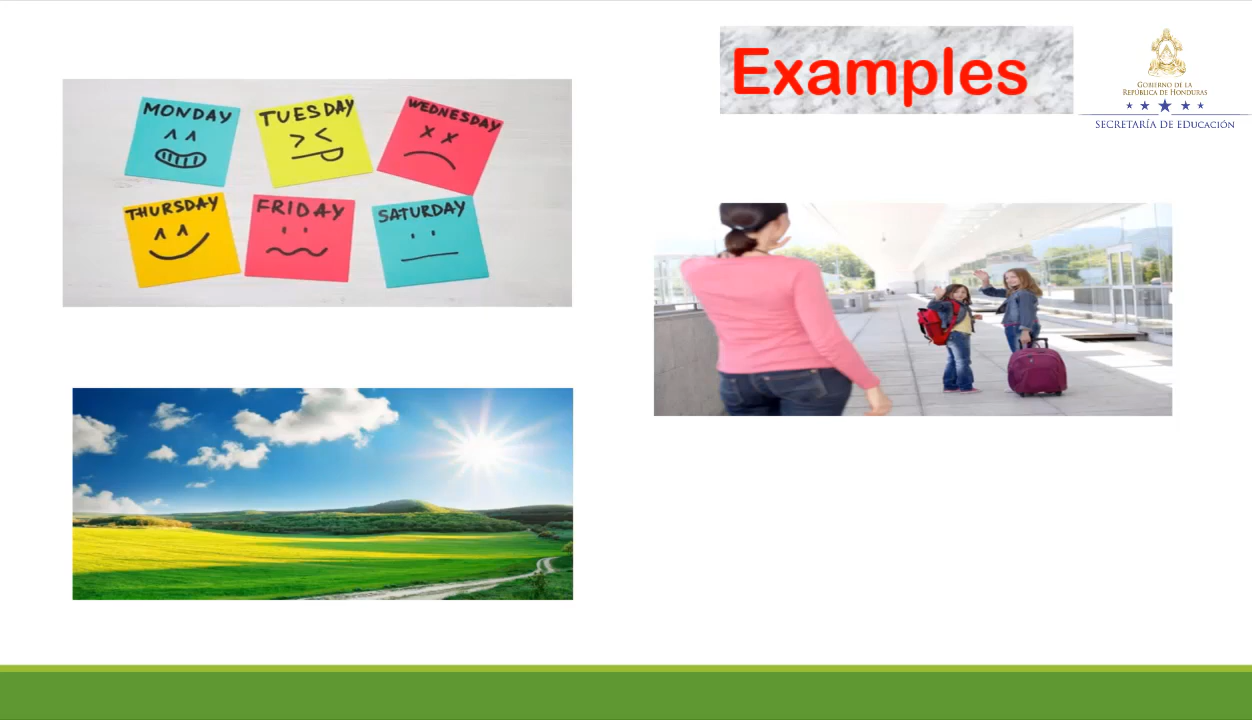 Examples
GOBIERNO DE LA
REPÚBLICA DE HONDURAS
SECRETARÍA DE EDUCACIÓN
MONDAY
TUESDAY
WEDNESDAY
THURSDAY
FRIDAY
SATURDAY